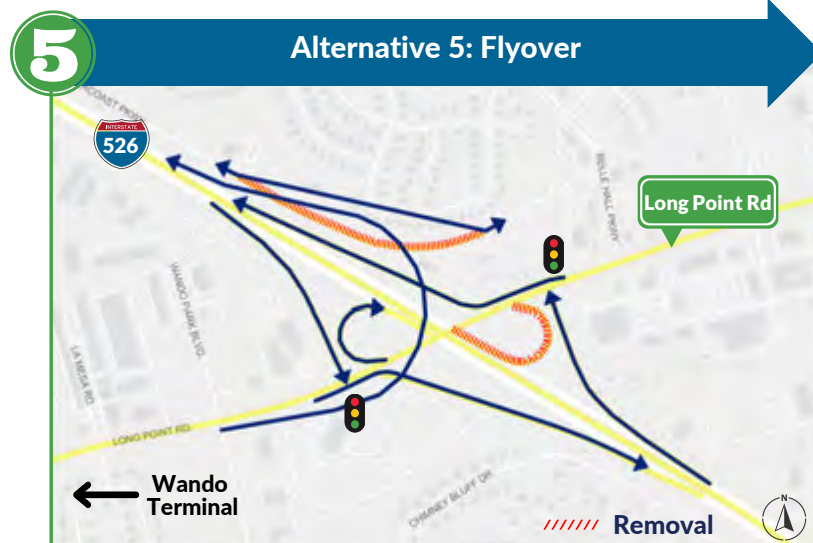 5
Alternative 5: Flyover
INTERSTATE
526
BELLE HALL PKWY
Long Point Rd
WANDO PARK BLVD.
LA MESA RD
LONG POINT RD
Wando
Terminal
CHIMNEY BLUFF DR
Removal
N